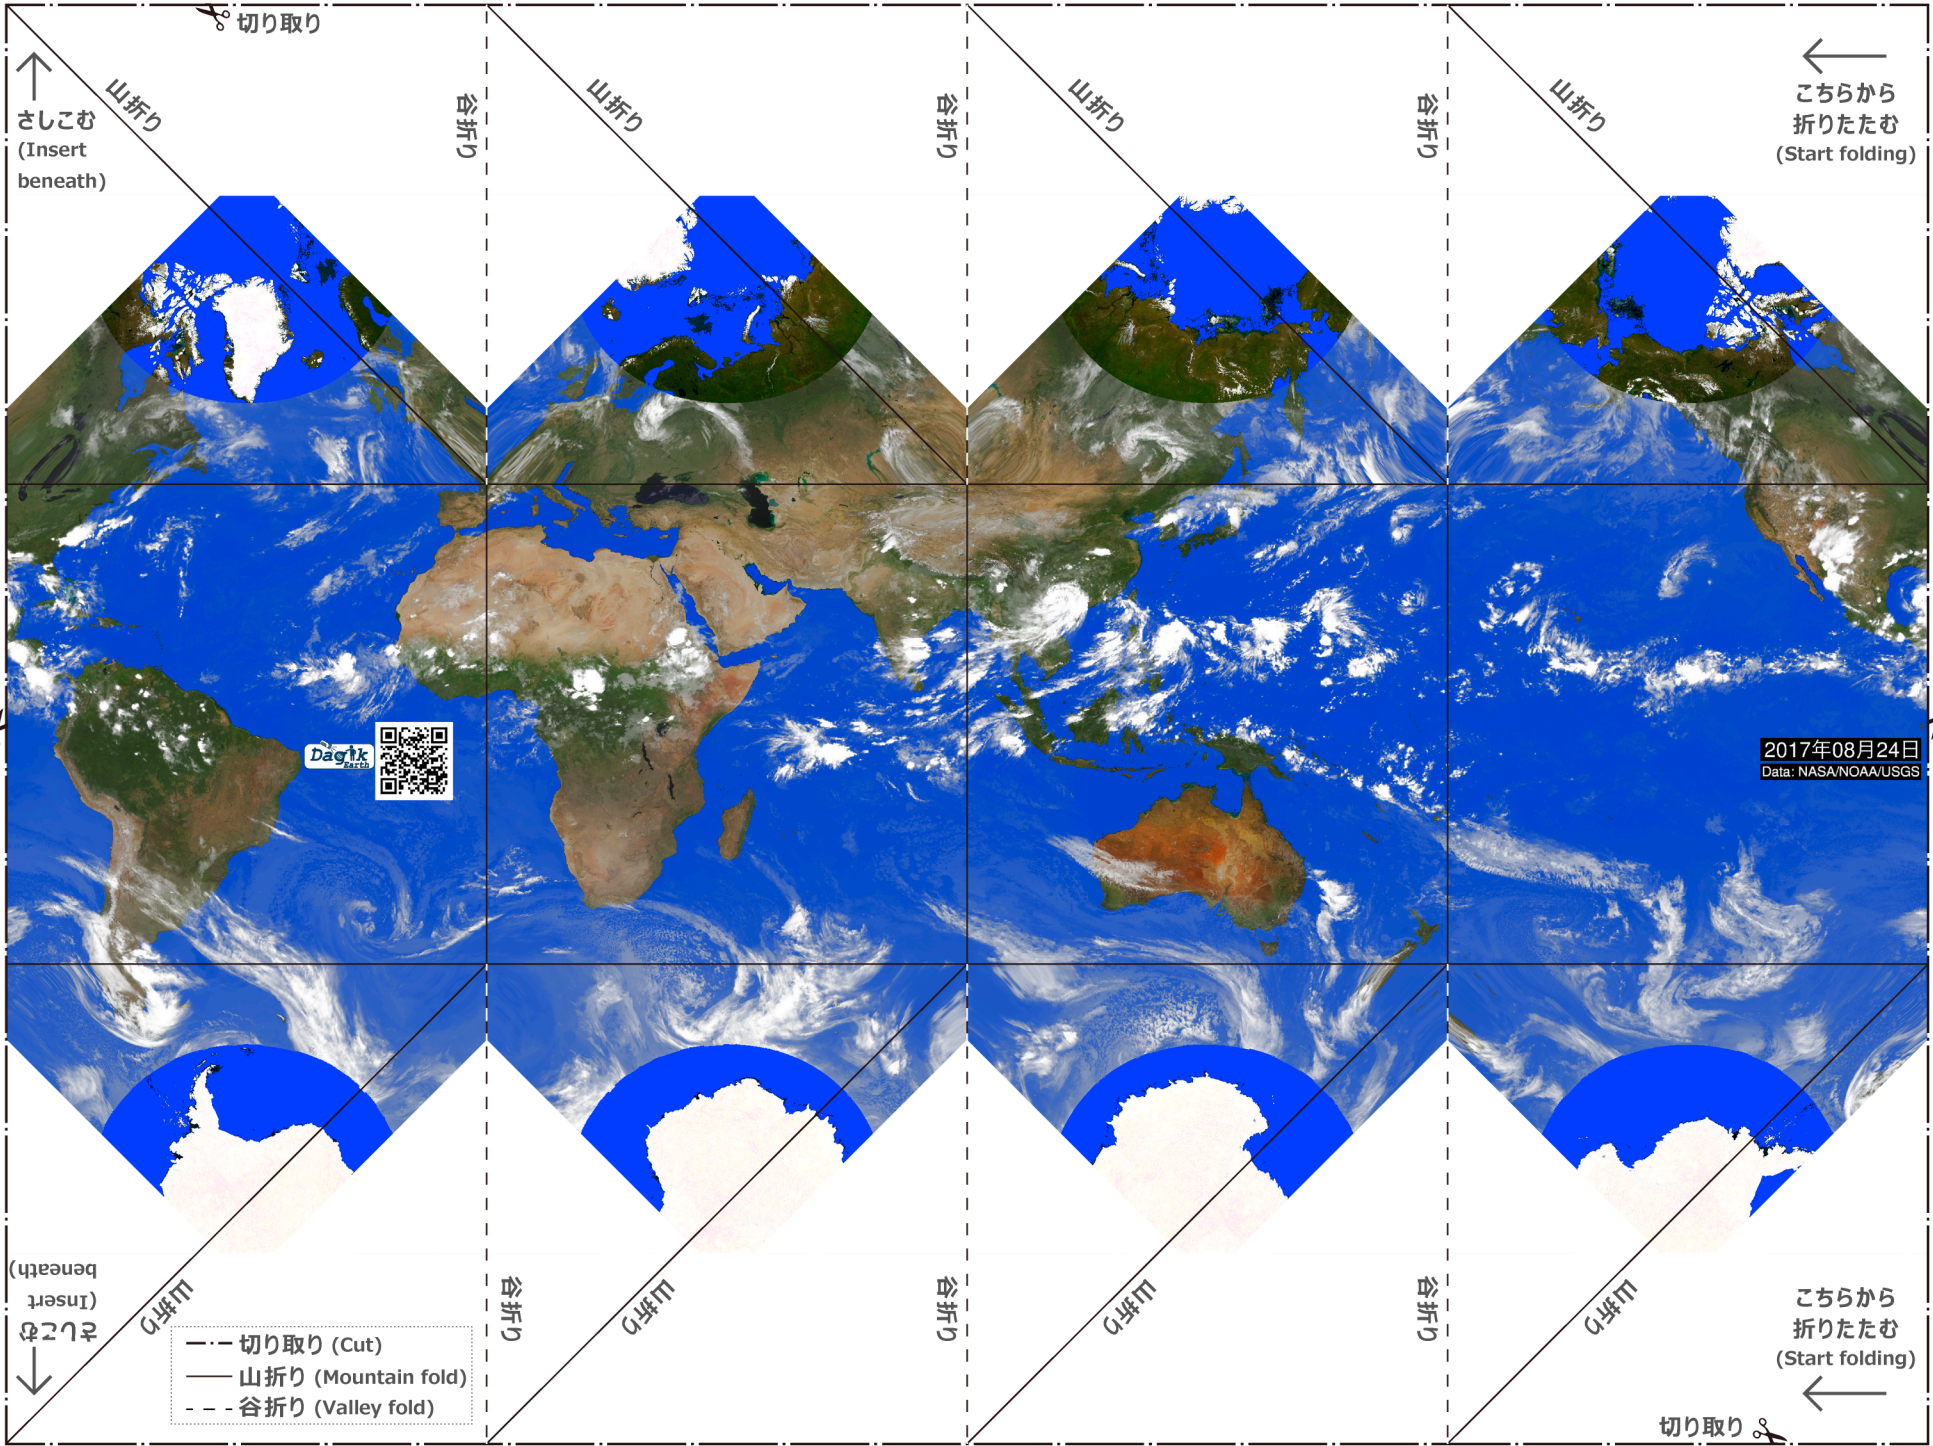 切り取り
山折り
谷折り
山折り
谷折り
山折り
谷折り
山折り
さしこむ
(Insert
beneath)
こちらから
折りたたむ
(Start folding)
Dagik
Earth
2017年08月24日
Data: NASA/NOAA/USGS
さしこむ
(Insert
beneath)
山折り
谷折り
山折り
谷折り
山折り
谷折り
山折り
こちらから
折りたたむ
(Start folding)
切り取り (Cut)
山折り (Mountain fold)
谷折り (Valley fold)
切り取り